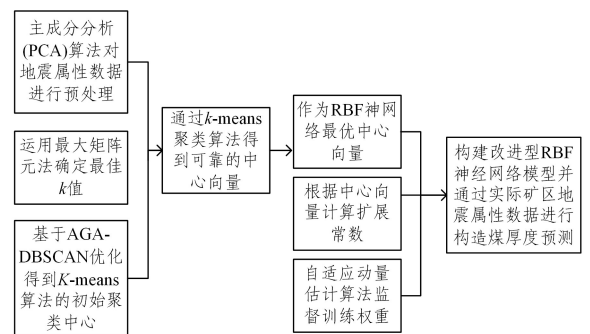 主成分分析
(PCA)算法对
地震属性数据
进行预处理
运用最大矩阵
元法确定最佳
k值
基于AGA-
DBSCAN优化
得到K-means
算法的初始聚
类中心
通过k-means
聚类算法得
到可靠的中
心向量
作为RBF神网
络最优中心
向量
根据中心向
量计算扩展
常数
自适应动量
估计算法监
督训练权重
构建改进型RBF
神经网络模型并
通过实际矿区地
震属性数据进行
构造煤厚度预测